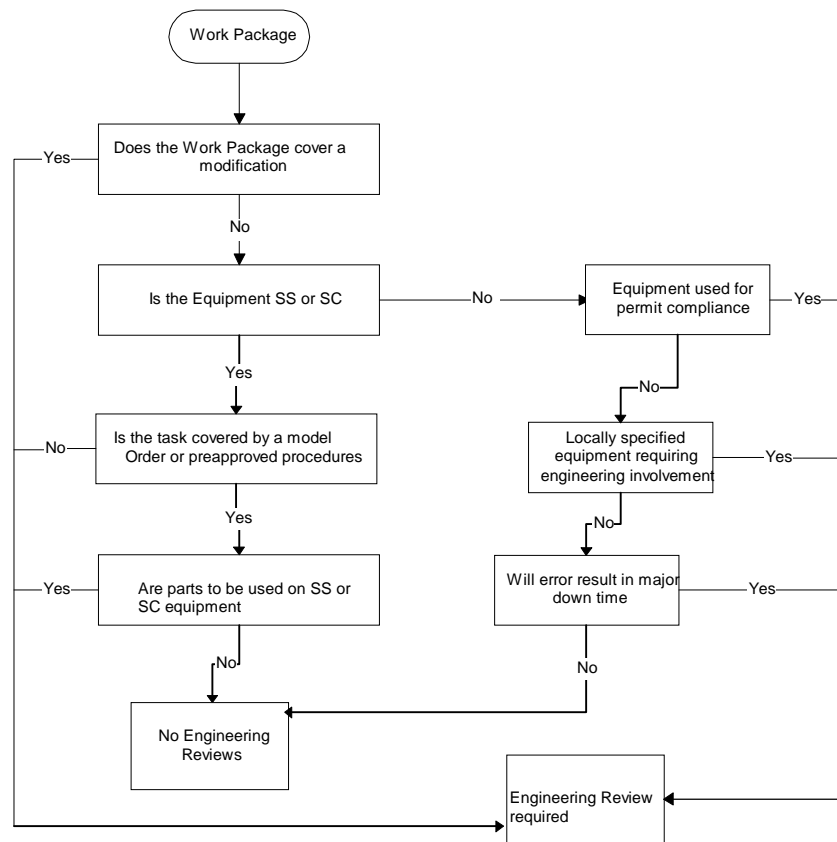 Work Package
Does the Work Package cover a
modification
Yes
No
Is the Equipment SS or SC
No
Equipment used for
permit compliance
Yes
Yes
No
Is the task covered by a model
Order or preapproved procedures
No
Locally specified
equipment requiring
engineering involvement
Yes
Yes
No
Are parts to be used on SS or
SC equipment
Yes
Will error result in major
down time
Yes
No
No
No Engineering
Reviews
Engineering Review
required